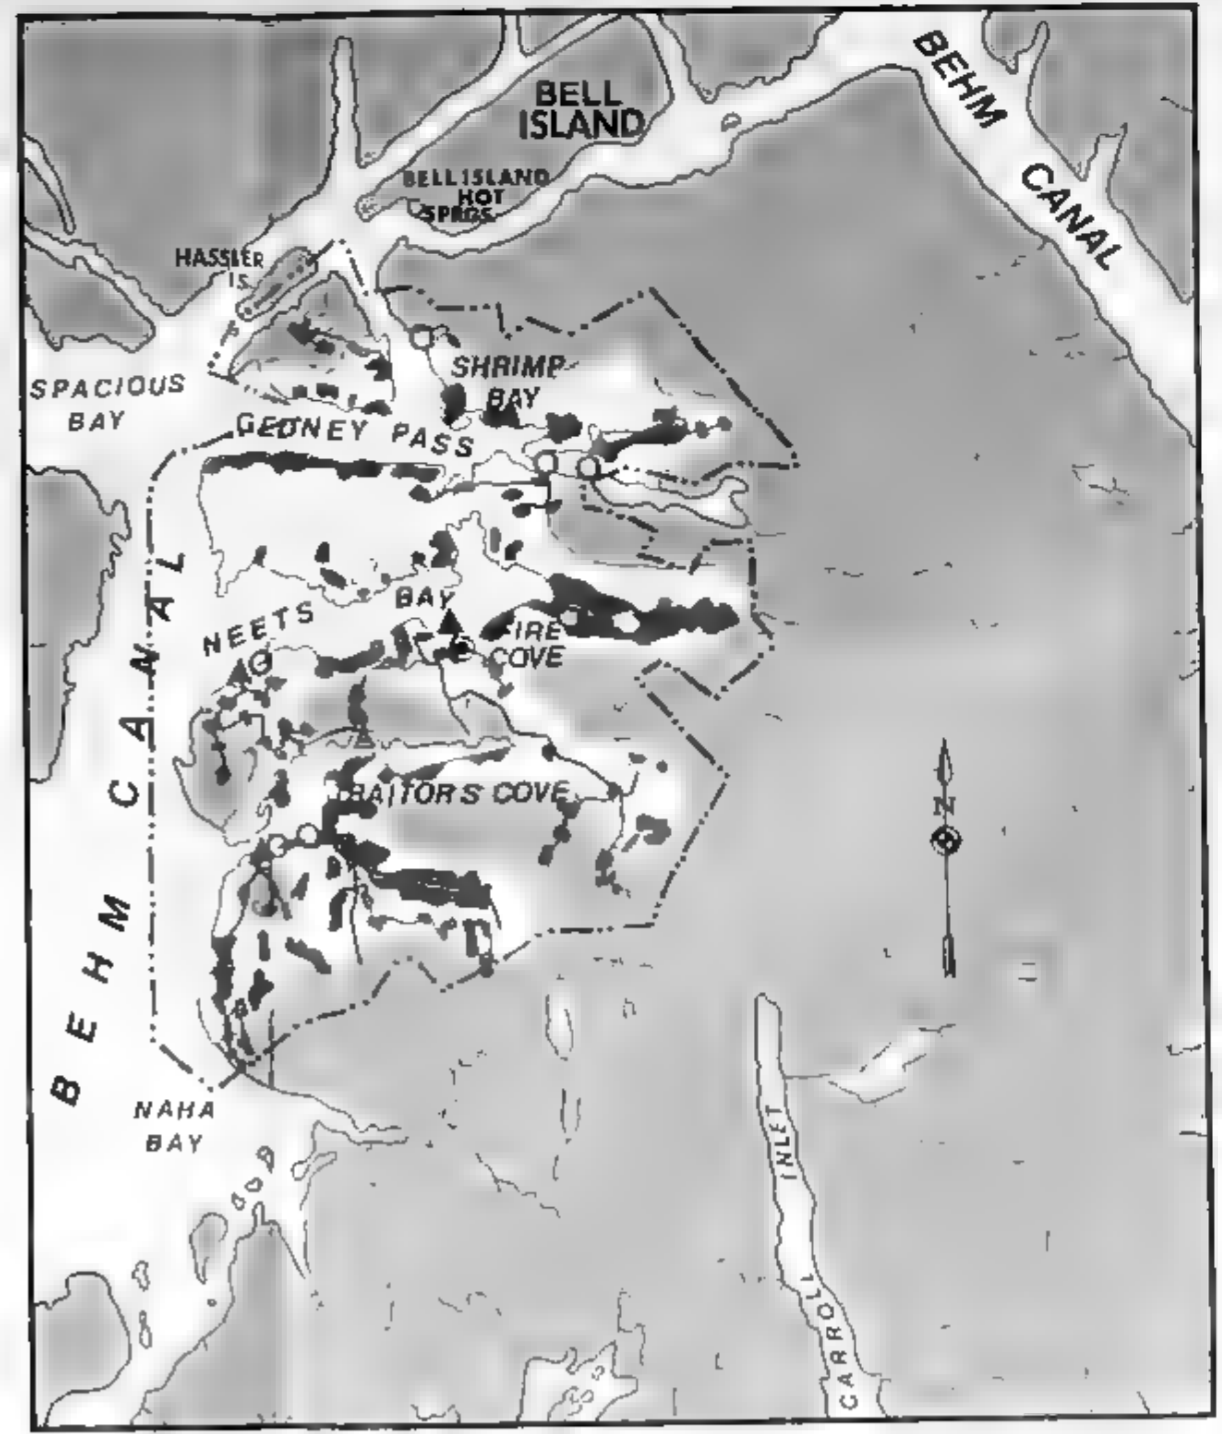 BELL
ISLAND
BEHM
CANAL
BELL ISLAND
HOT
SPRGS.
HASSLER
IS.
SHRIMP
BAY
SPACIOUS
BAY
GEDNEY PASS
NEETS BAY
FIRE
COVE
BEHM CANAL
TRAITORS COVE
N
NAHA
BAY
CARROLL INLET